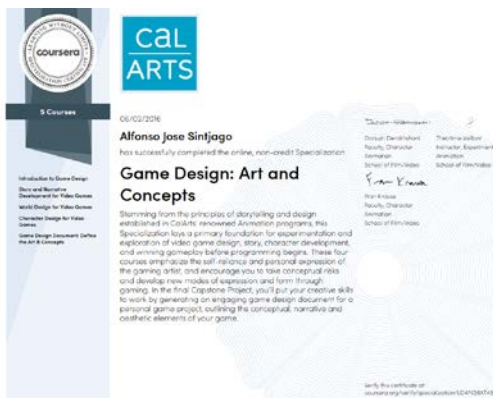 coursera
5 Courses
Introduction to Game Design
Story and Narrative
Development for Video Games
World Design for Video Games
Character Design for Video
Games
Game Design Document: Define
the Art & Concepts
CAL
ARTS
Alfonso Jose Sintjago
has successfully completed the online, non-credit Specialization
Game Design: Art and
Concepts
Stemming from the principles of storytelling and design
established in CalArts' renowned Animation programs, this
Specialization lays a primary foundation for experimentation and
exploration of video game design, story, character development,
and winning gameplay before programming begins. These four
courses emphasize the self-reliance and personal expression of
the gaming artist, and encourage you to take conceptual risks
and develop new modes of expression and form through
gaming. In the final Capstone Project, you'll put your creative skills
to work by generating an engaging game design document for a
personal game project, outlining the conceptual, narrative and
aesthetic elements of your game.
Faculty, Character
Animation
School of Film/Video
Instructor, Experimental
Animation
School of Film/Video
Fran Krause
Fran Krause
Faculty, Character
Animation
School of Film/Video
Verify this certificate at: